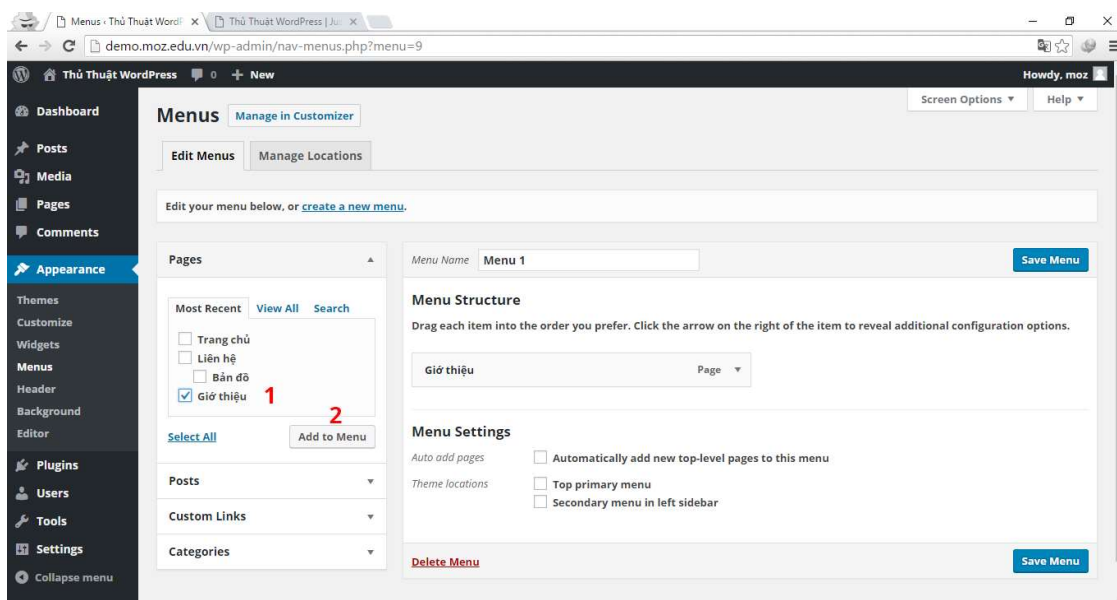 Menus ‹ Thủ Thuật WordPr
Thủ Thuật WordPress | Ju
demo.moz.edu.vn/wp-admin/nav-menus.php?menu=9
Thủ Thuật WordPress 0 + New Howdy, moz
Screen Options ▼ Help ▼
Dashboard
Posts
Media
Pages
Comments
Appearance
Themes
Customize
Widgets
Menus
Header
Background
Editor
Plugins
Users
Tools
Settings
Collapse menu
Menus Manage in Customizer
Edit Menus Manage Locations
Edit your menu below, or create a new menu.
Pages
Most Recent View All Search
Trang chủ
Liên hệ
Bản đồ
Giớ thiệu 1
2
Select All Add to Menu
Posts
Custom Links
Categories
Menu Name Menu 1 Save Menu
Menu Structure
Drag each item into the order you prefer. Click the arrow on the right of the item to reveal additional configuration options.
Giớ thiệu Page ▼
Menu Settings
Auto add pages Automatically add new top-level pages to this menu
Theme locations Top primary menu
Secondary menu in left sidebar
Delete Menu Save Menu